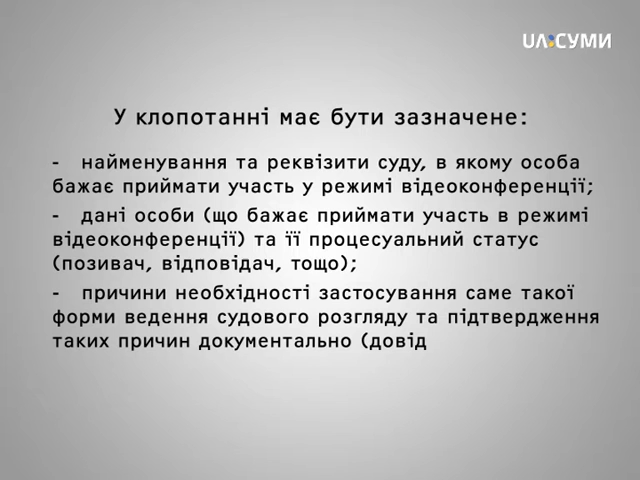 UA:СУМИ
У клопотанні має бути зазначене:
- найменування та реквізити суду, в якому особа
бажає приймати участь у режимі відеоконференції;
- дані особи (що бажає приймати участь в режимі
відеоконференції) та її процесуальний статус
(позивач, відповідач, тощо);
- причини необхідності застосування саме такої
форми ведення судового розгляду та підтвердження
таких причин документально (довід